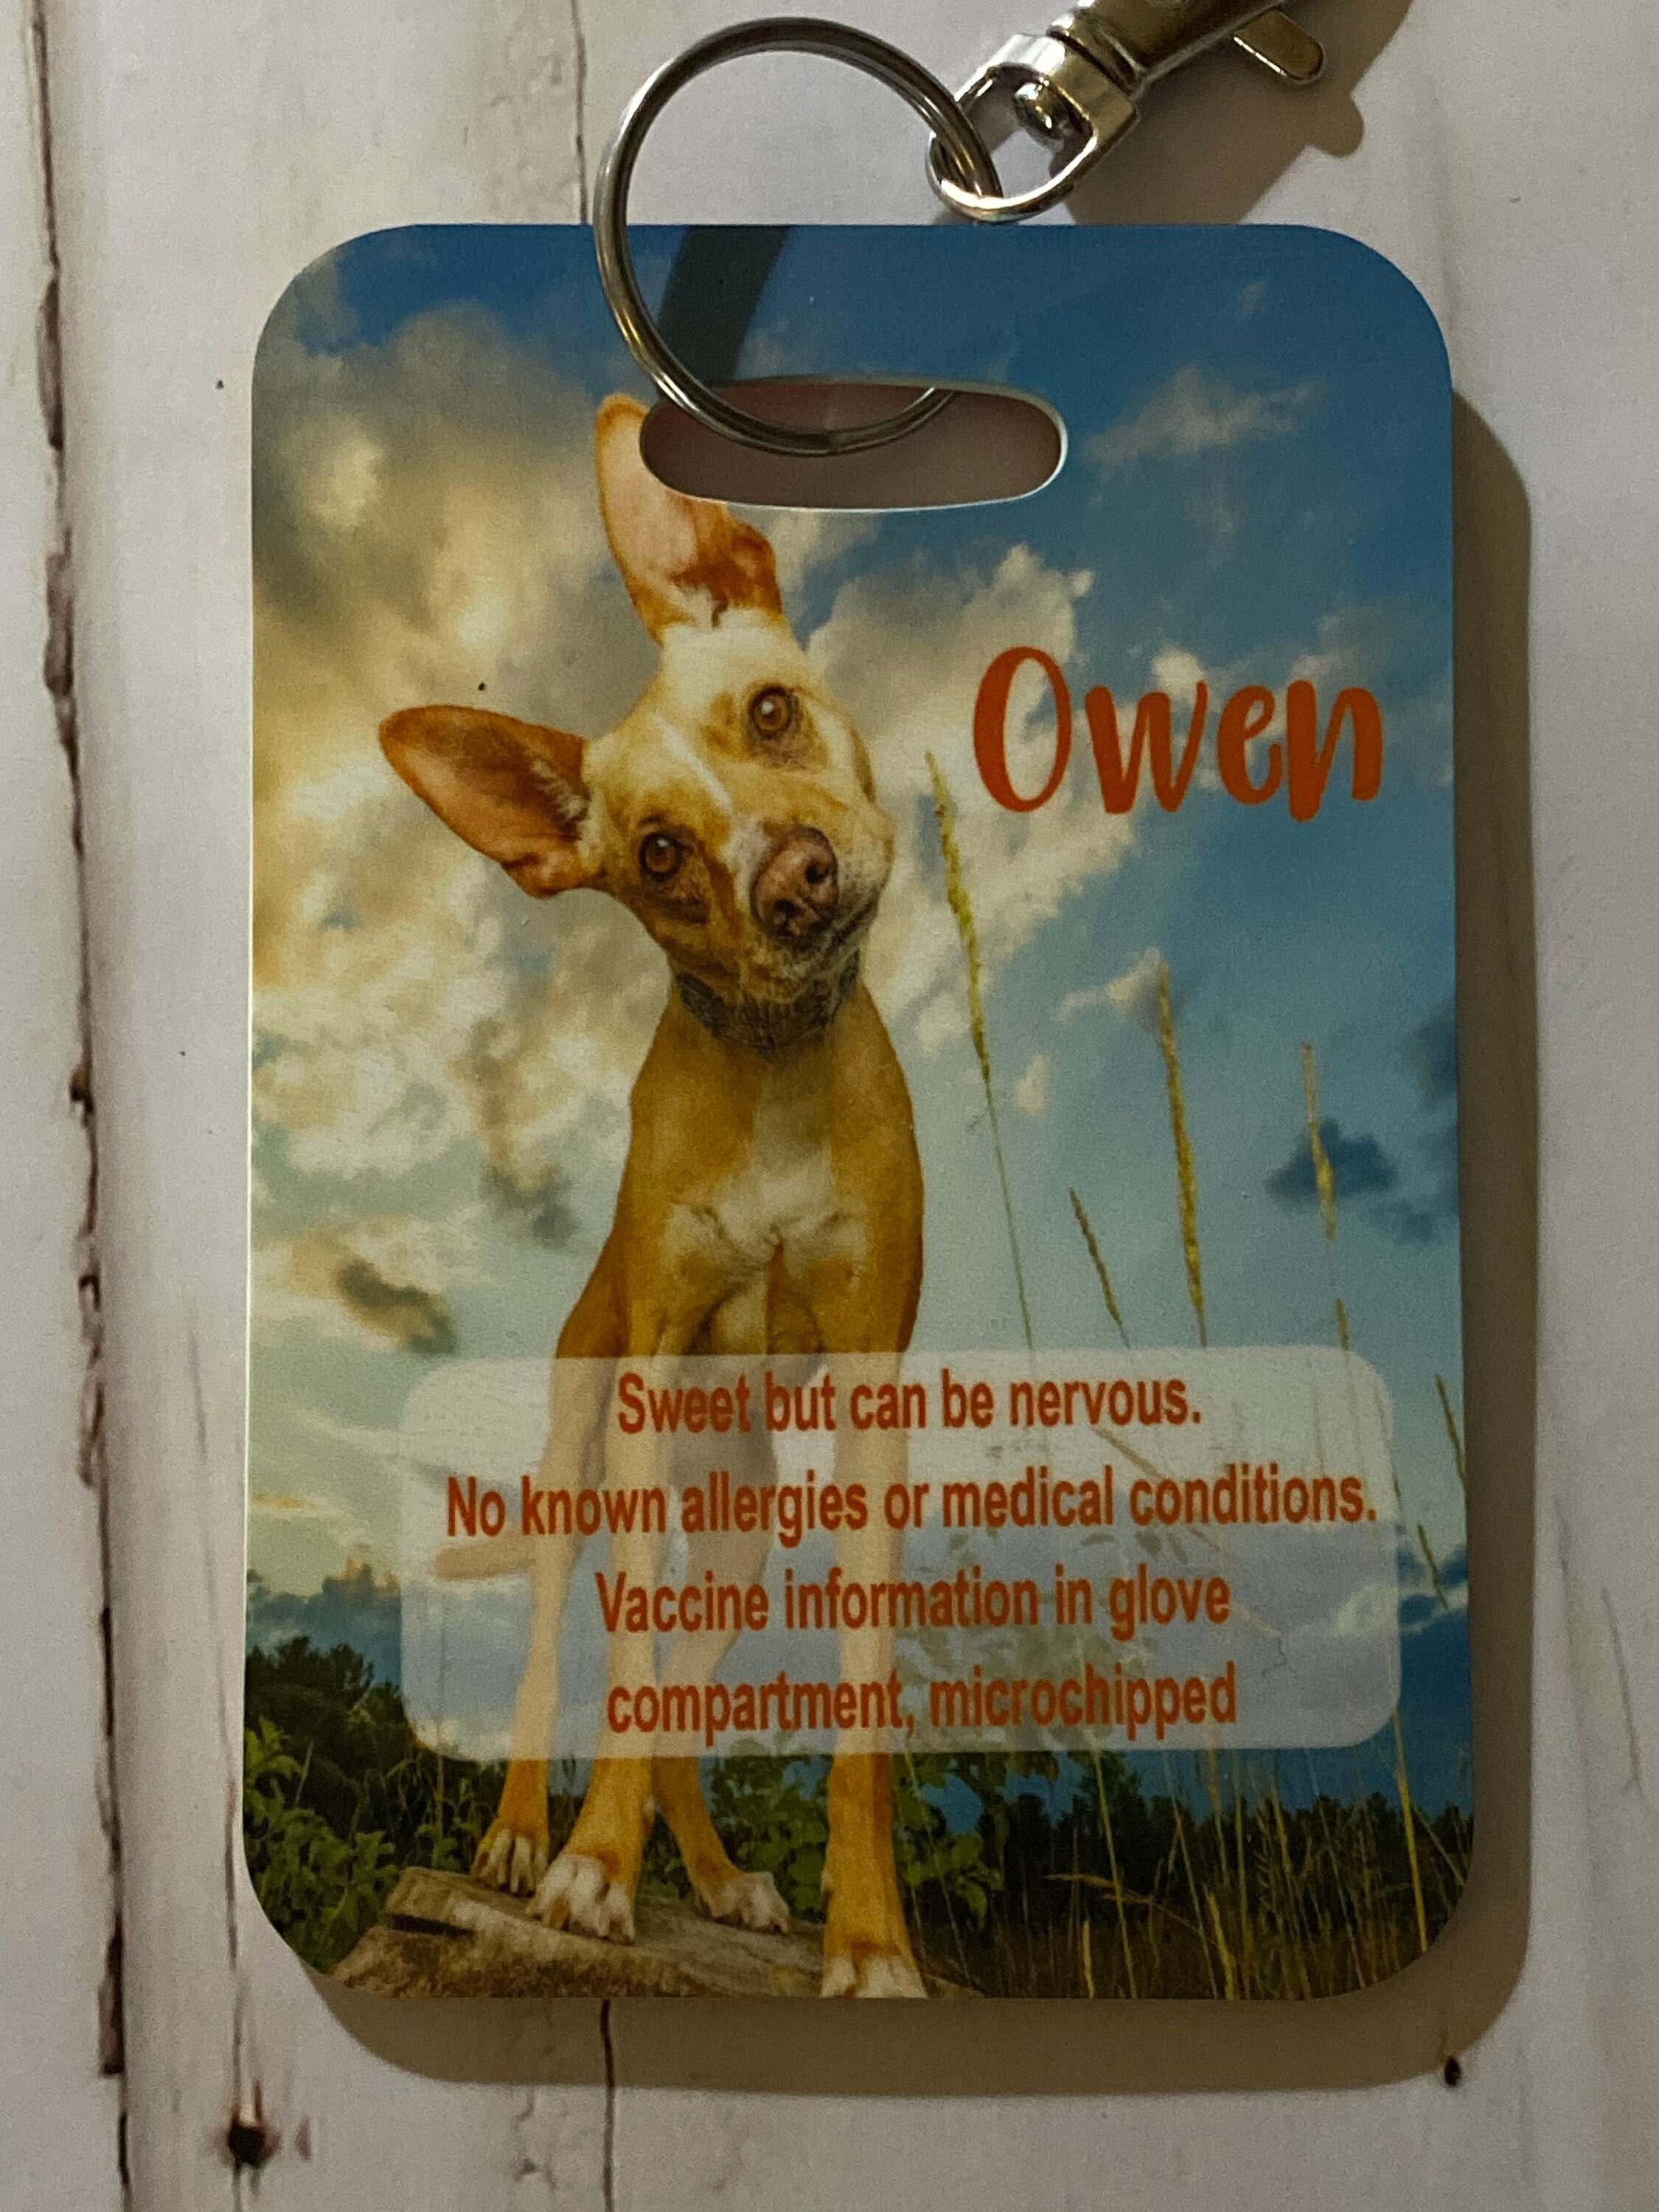 Owen
Sweet but can be nervous.
No known allergies or medical conditions.
Vaccine information in glove
compartment, microchipped